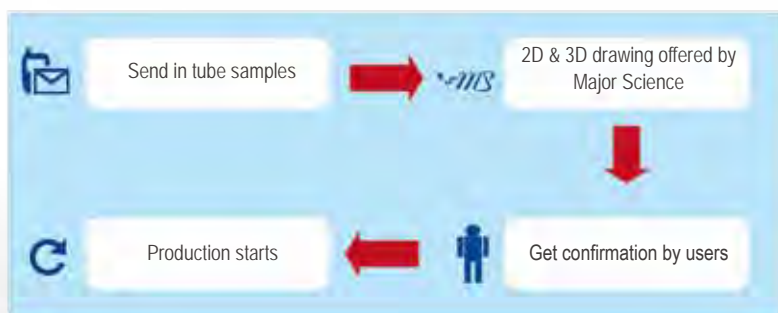 Send in tube samples
2D & 3D drawing offered by
Major Science
MS
Get confirmation by users
Production starts